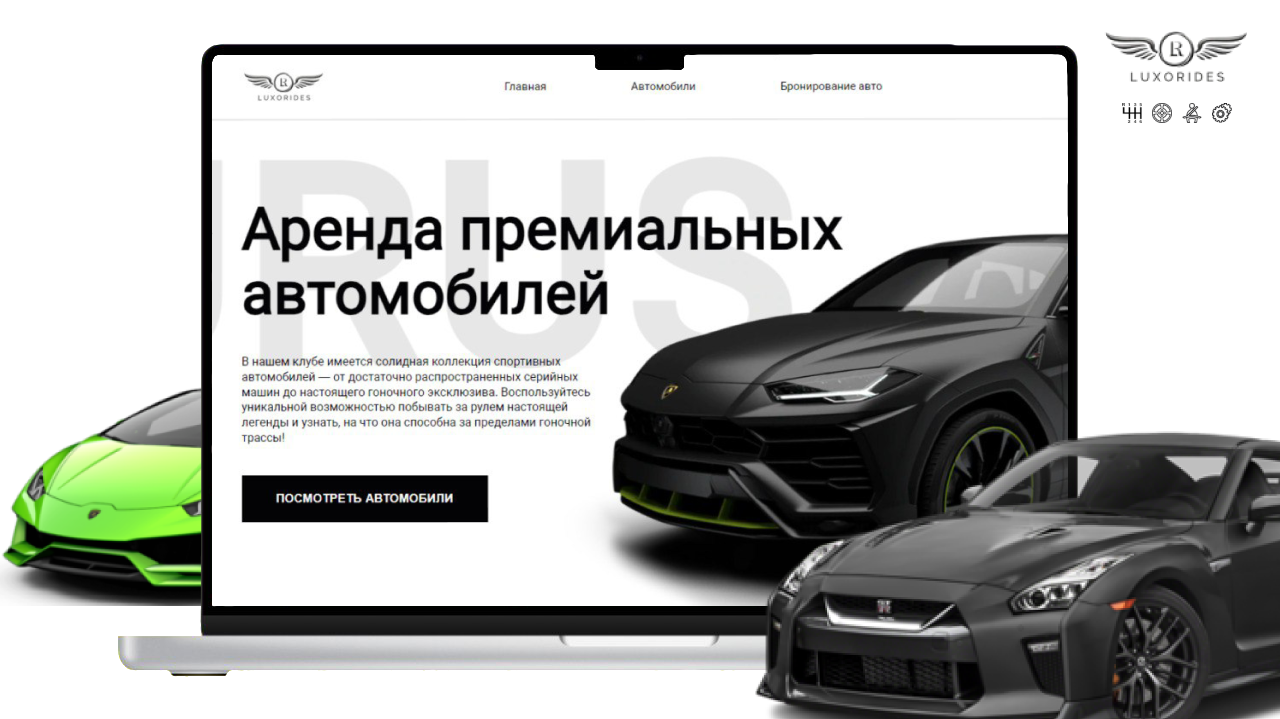 LUXORIDES
Главная
Автомобили
Бронирование авто
LUXORIDES
URUS
Аренда премиальных
автомобилей
В нашем клубе имеется солидная коллекция спортивных
автомобилей — от достаточно распространенных серийных
машин до настоящего гоночного эксклюзива. Воспользуйтесь
уникальной возможностью побывать за рулем настоящей
легенды и узнать, на что она способна за пределами гоночной
трассы!
ПОСМОТРЕТЬ АВТОМОБИЛИ